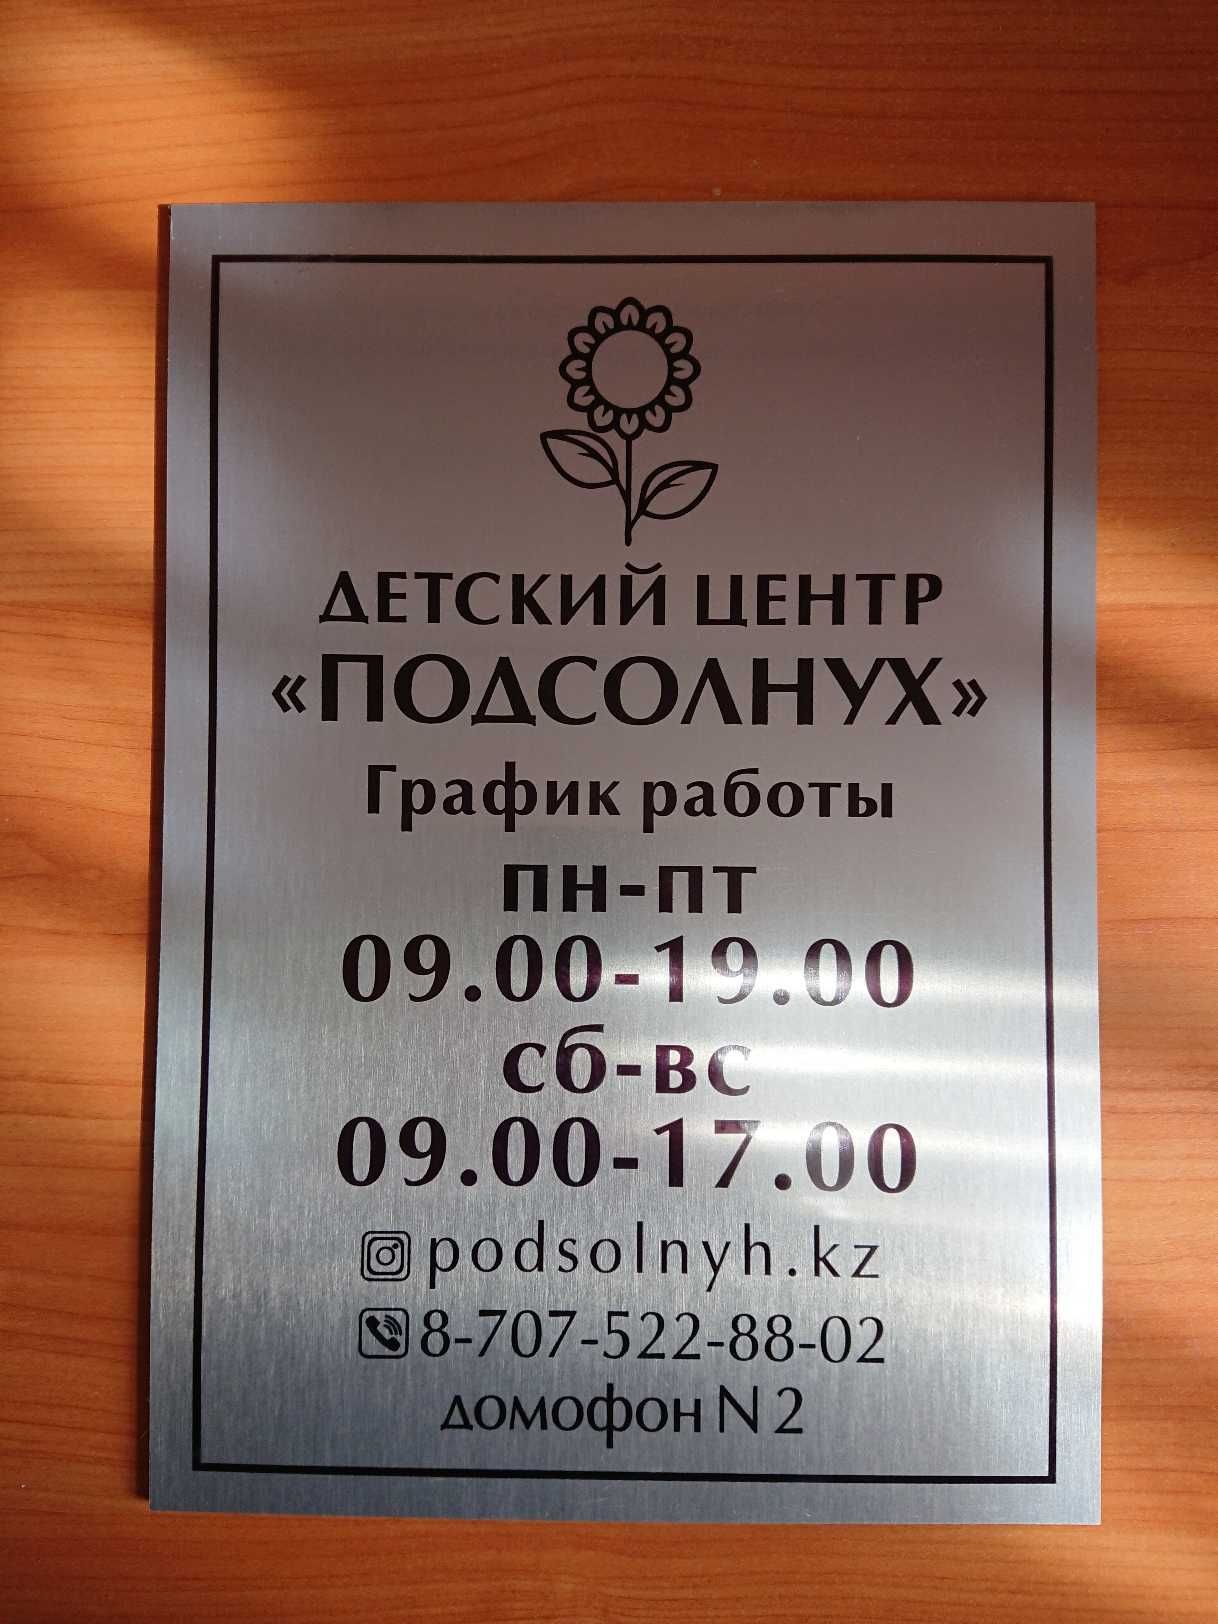 ДЕТСКИЙ ЦЕНТР
«ПОДСОЛНУХ»
График работы
пн-пт
09.00-19.00
сб-вс
09.00-17.00
podsolnyh.kz
8-707-522-88-02
домофон N 2